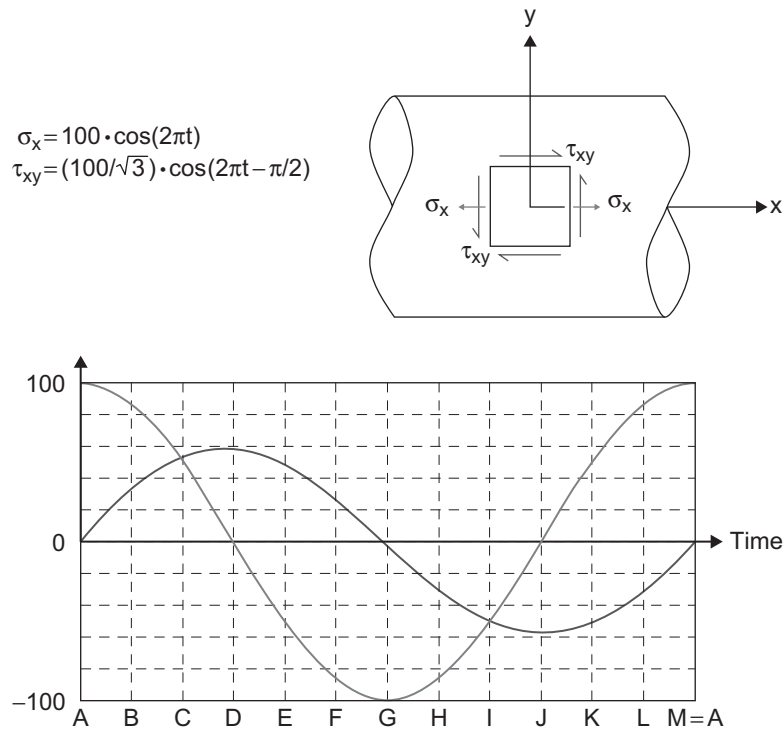 y
σx=100·cos(2πt)
τxy=(100/√3)·cos(2πt−π/2)
τxy
σx
σx
x
τxy
100
0
Time
−100
A B C D E F G H I J K L M=A